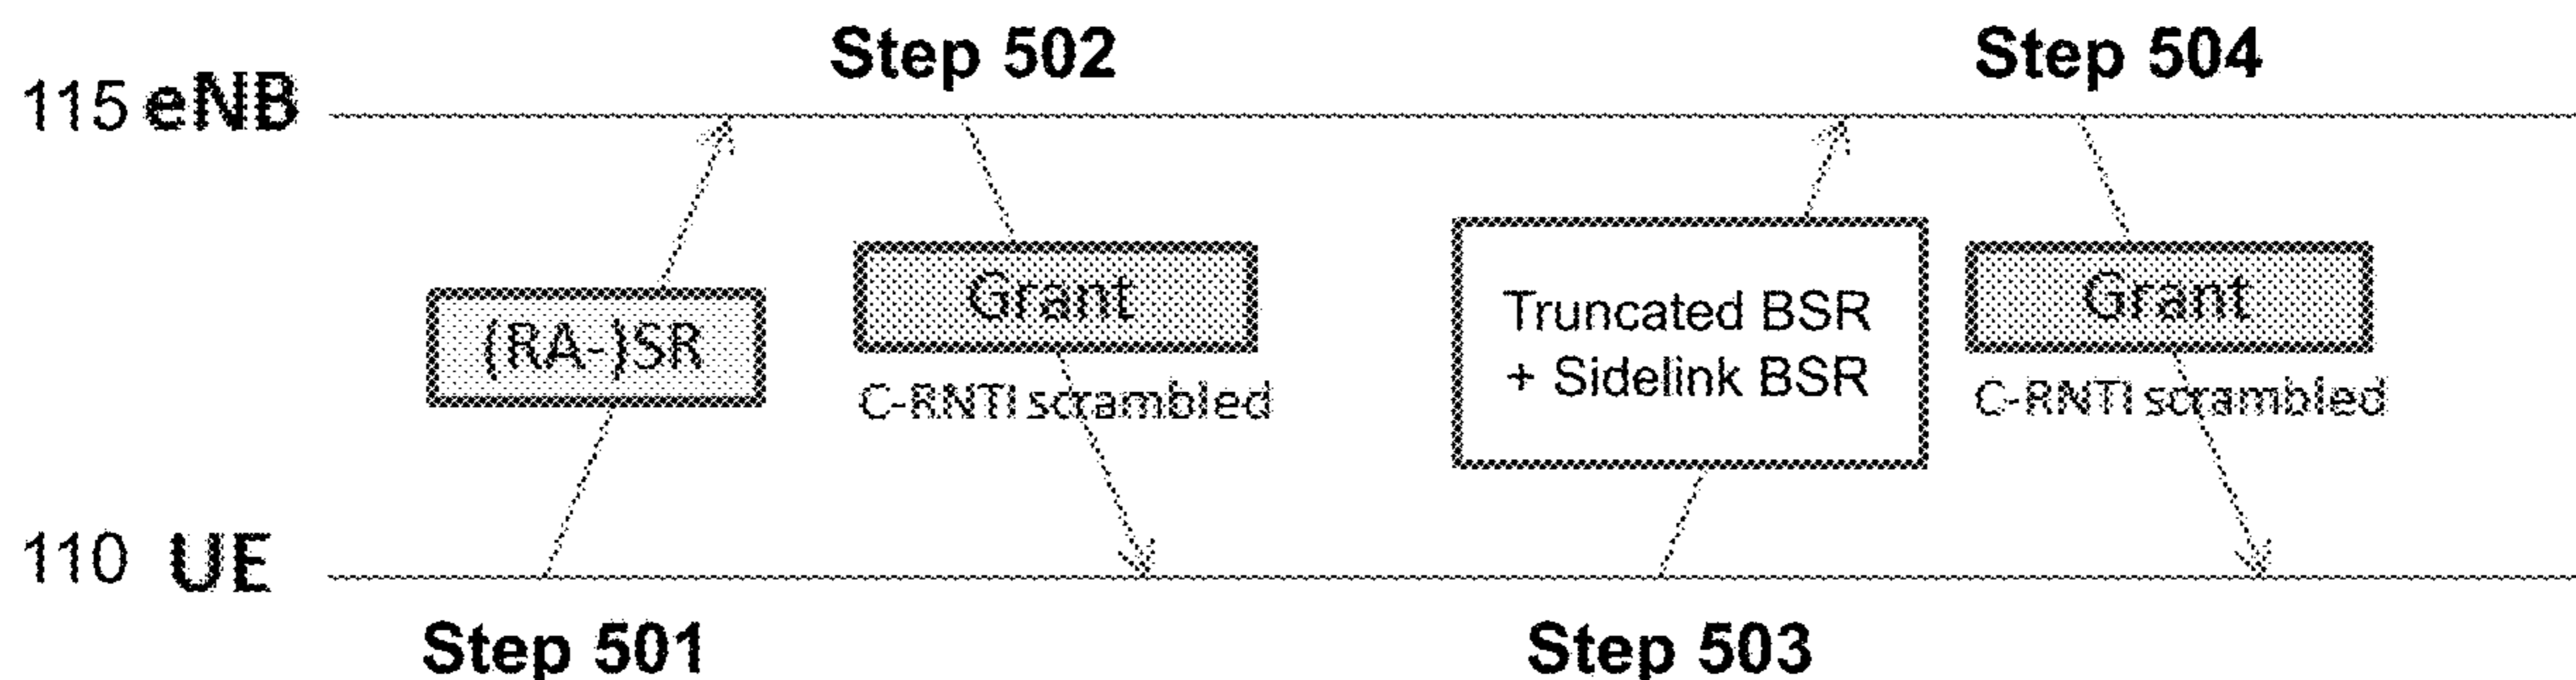 Step 502
Step 504
115 eNB
(RA-)SR
Grant
C-RNTI scrambled
Truncated BSR
+ Sidelink BSR
Grant
C-RNTI scrambled
110 UE
Step 501
Step 503